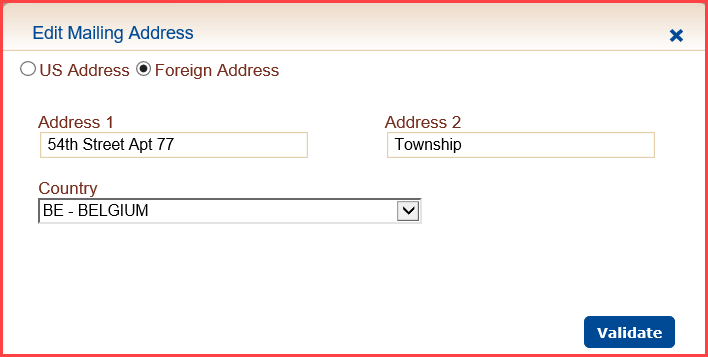 Edit Mailing Address
US Address Foreign Address
Address 1 Address 2
54th Street Apt 77 Township
Country
BE - BELGIUM
Validate